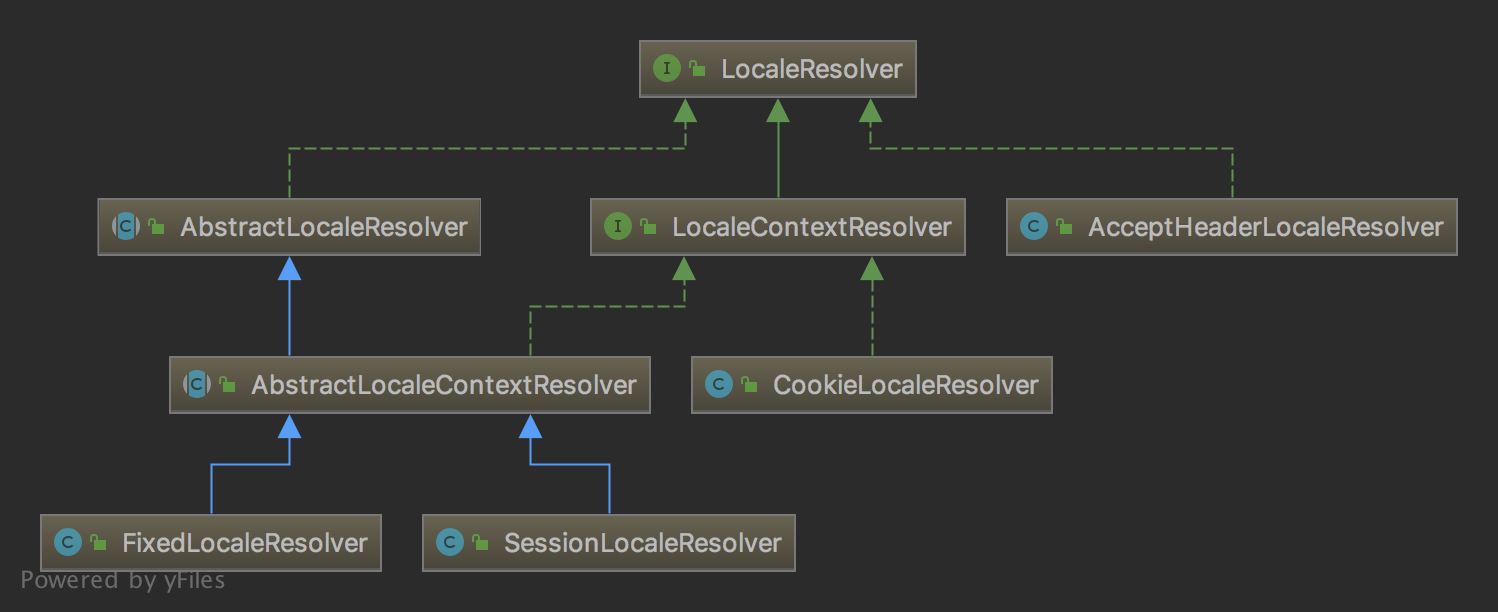 I LocaleResolver
C AbstractLocaleResolver
I LocaleContextResolver
C AcceptHeaderLocaleResolver
C AbstractLocaleContextResolver
C CookieLocaleResolver
C FixedLocaleResolver
C SessionLocaleResolver
Powered by yFiles